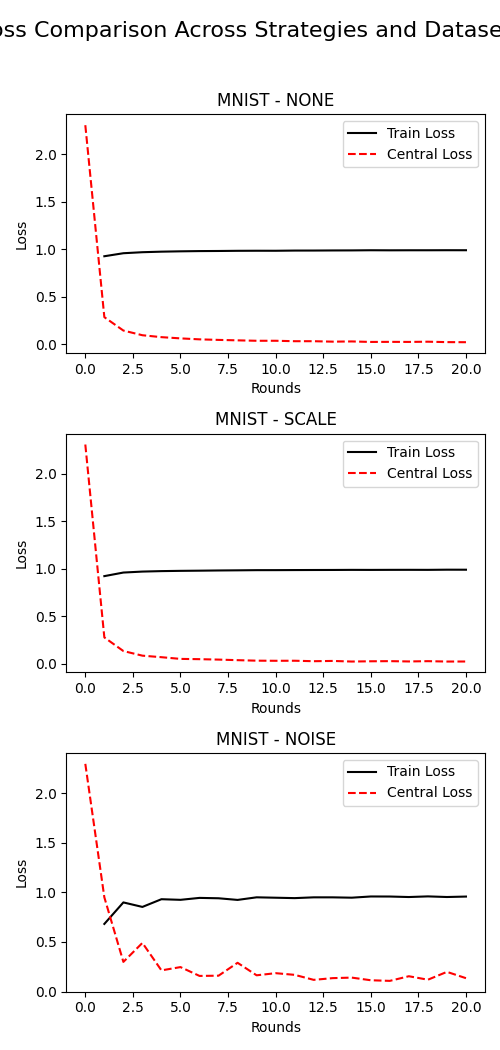 oss Comparison Across Strategies and Datase
MNIST - NONE
Train Loss
Central Loss
2.0
1.5
1.0
0.5
0.0
Loss
0.0 2.5 5.0 7.5 10.0 12.5 15.0 17.5 20.0
Rounds
MNIST - SCALE
Train Loss
Central Loss
2.0
1.5
1.0
0.5
0.0
Loss
0.0 2.5 5.0 7.5 10.0 12.5 15.0 17.5 20.0
Rounds
MNIST - NOISE
Train Loss
Central Loss
2.0
1.5
1.0
0.5
0.0
Loss
0.0 2.5 5.0 7.5 10.0 12.5 15.0 17.5 20.0
Rounds